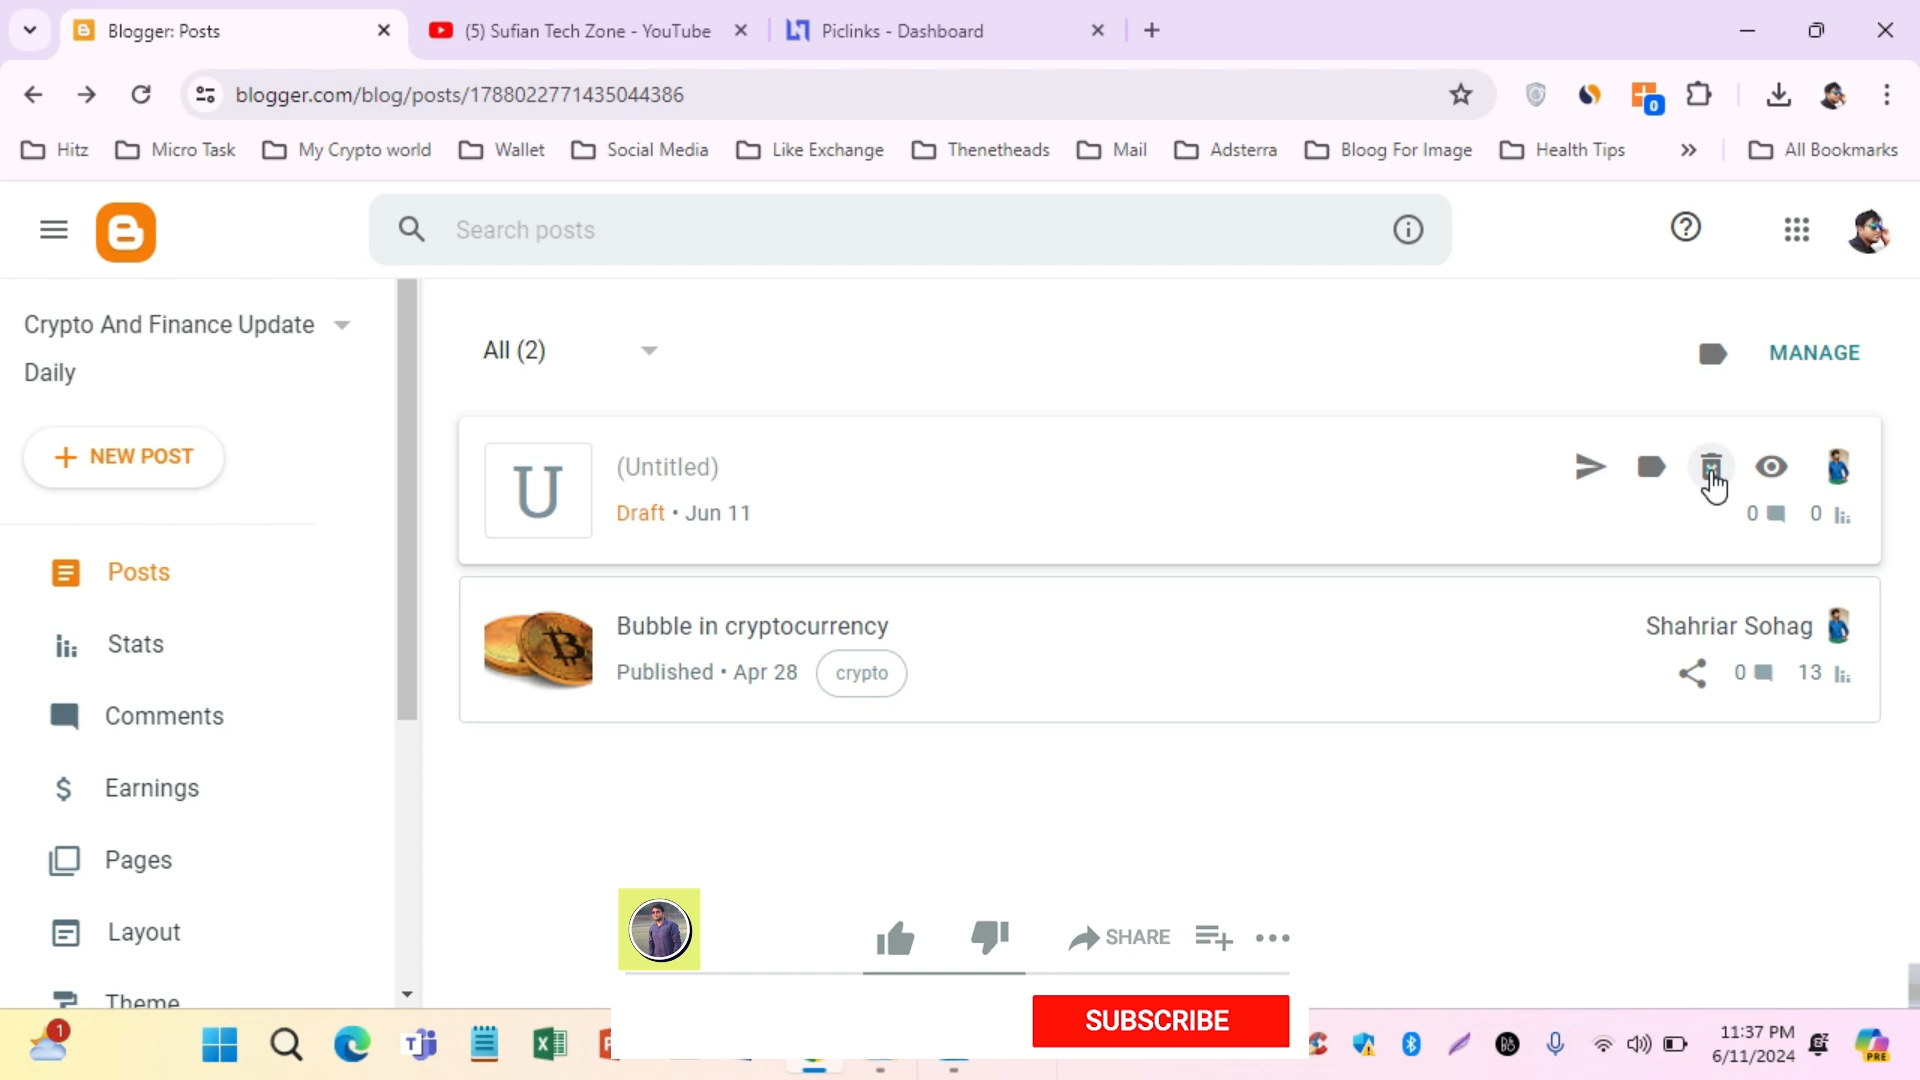 Blogger: Posts
(5) Sufian Tech Zone - YouTube
Piclinks - Dashboard
blogger.com/blog/posts/1788022771435044386
0
Hitz
Micro Task
My Crypto world
Wallet
Social Media
Like Exchange
Thenetheads
Mail
Adsterra
Bloog For Image
Health Tips
All Bookmarks
Search posts
Crypto And Finance Update
Daily
NEW POST
Posts
Stats
Comments
Earnings
Pages
Layout
Theme
All (2)
MANAGE
U
(Untitled)
Draft • Jun 11
0
0
Bubble in cryptocurrency
Published • Apr 28
crypto
Shahriar Sohag
0
13
SHARE
SUBSCRIBE
1
11:37 PM
6/11/2024
PRE